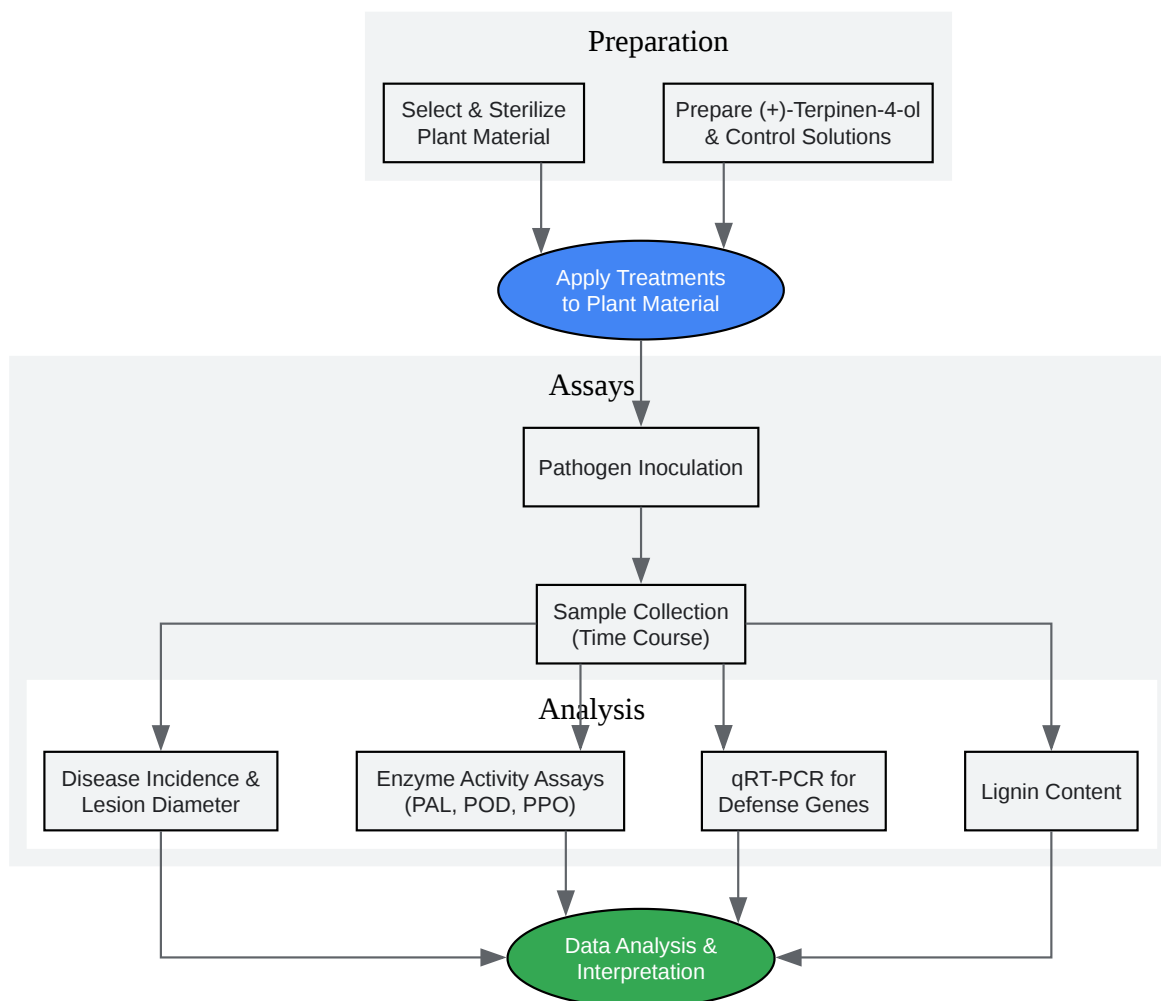 Preparation
Select & Sterilize
Plant Material
Prepare (+)-Terpinen-4-ol
& Control Solutions
Apply Treatments
to Plant Material
Assays
Pathogen Inoculation
Sample Collection
(Time Course)
Analysis
Disease Incidence &
Lesion Diameter
Enzyme Activity Assays
(PAL, POD, PPO)
qRT-PCR for
Defense Genes
Lignin Content
Data Analysis &
Interpretation